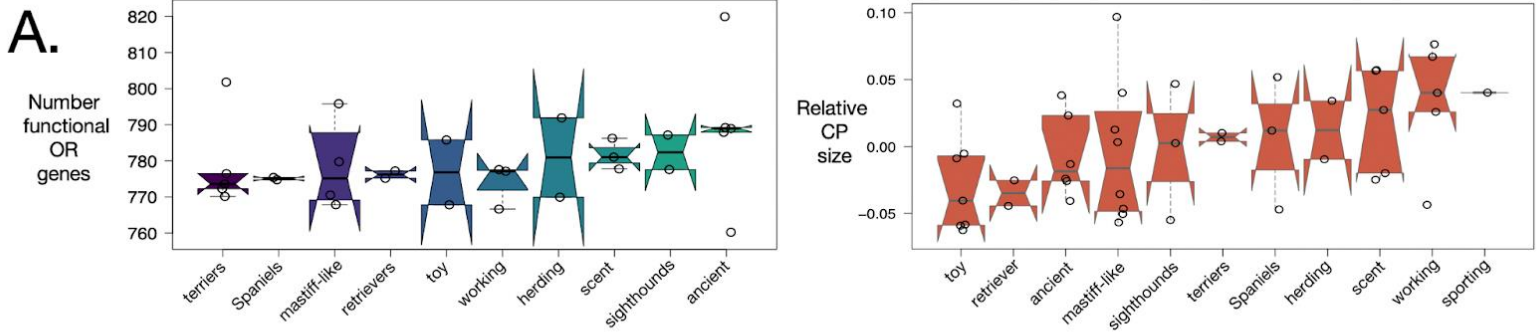 A.
Number
functional
OR
genes
820
810
800
790
780
770
760
terriers
Spaniels
mastiff-like
retrievers
toy
working
herding
scent
sighthounds
ancient
Relative
CP
size
0.10
0.05
0.00
−0.05
toy
retriever
ancient
mastiff-like
sighthounds
terriers
Spaniels
herding
scent
working
sporting